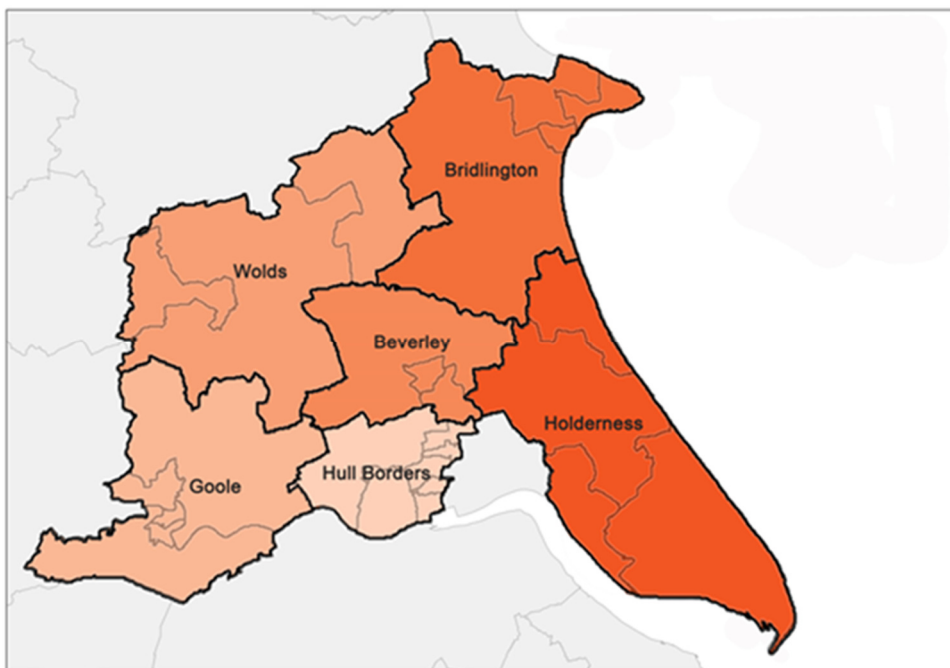 Bridlington
Wolds
Beverley
Holderness
Hull Borders
Goole